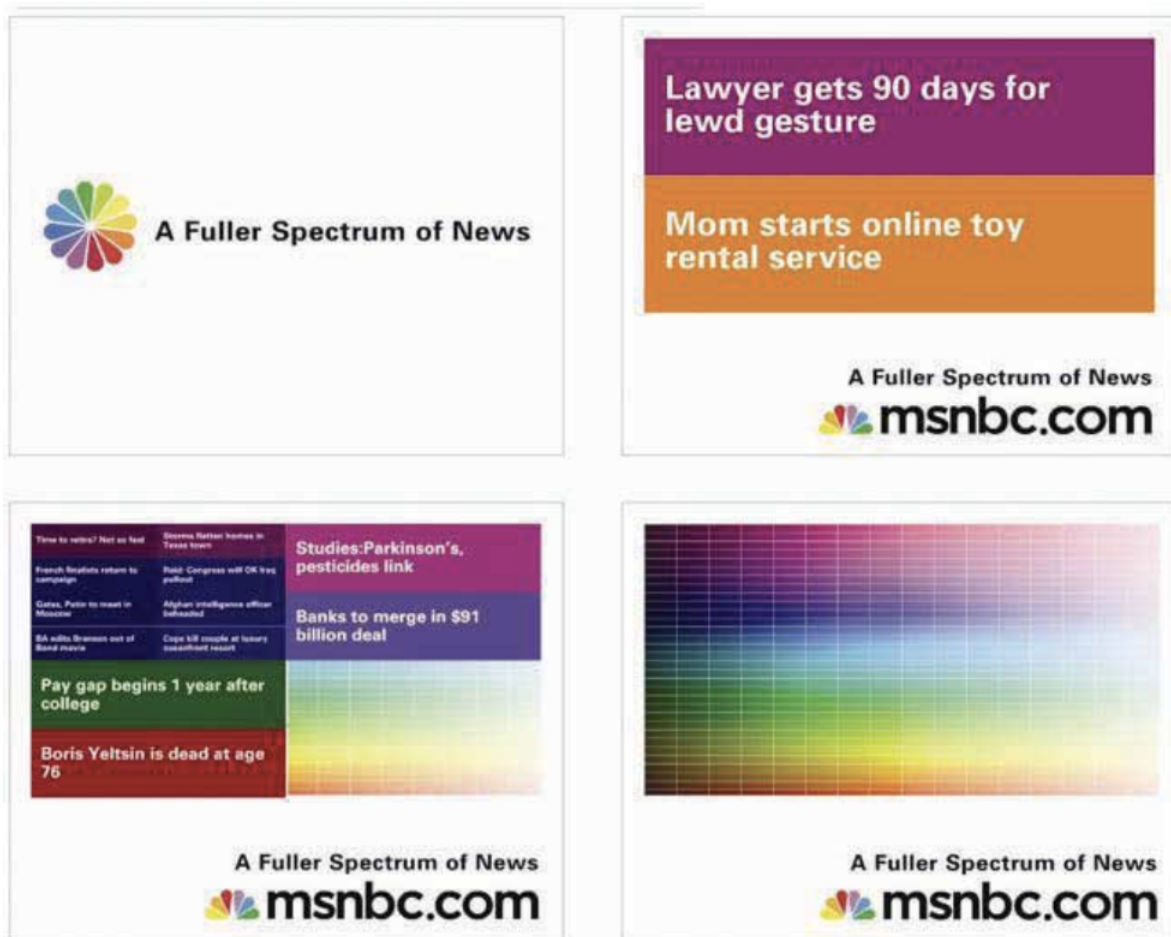 A Fuller Spectrum of News
Lawyer gets 90 days for
lewd gesture
Mom starts online toy
rental service
A Fuller Spectrum of News
msnbc.com
Time to retire? Not so fast
Storms flatten homes in
Texas town
French finalists return to
campaign
Reid: Congress will OK Iraq
pullout
Gates, Putin to meet in
Moscow
Afghan intelligence officer
beheaded
BA edits Branson out of
Bond movie
Cops kill couple at luxury
oceanfront resort
Studies:Parkinson's,
pesticides link
Banks to merge in $91
billion deal
Pay gap begins 1 year after
college
Boris Yeltsin is dead at age
76
A Fuller Spectrum of News
msnbc.com
A Fuller Spectrum of News
msnbc.com